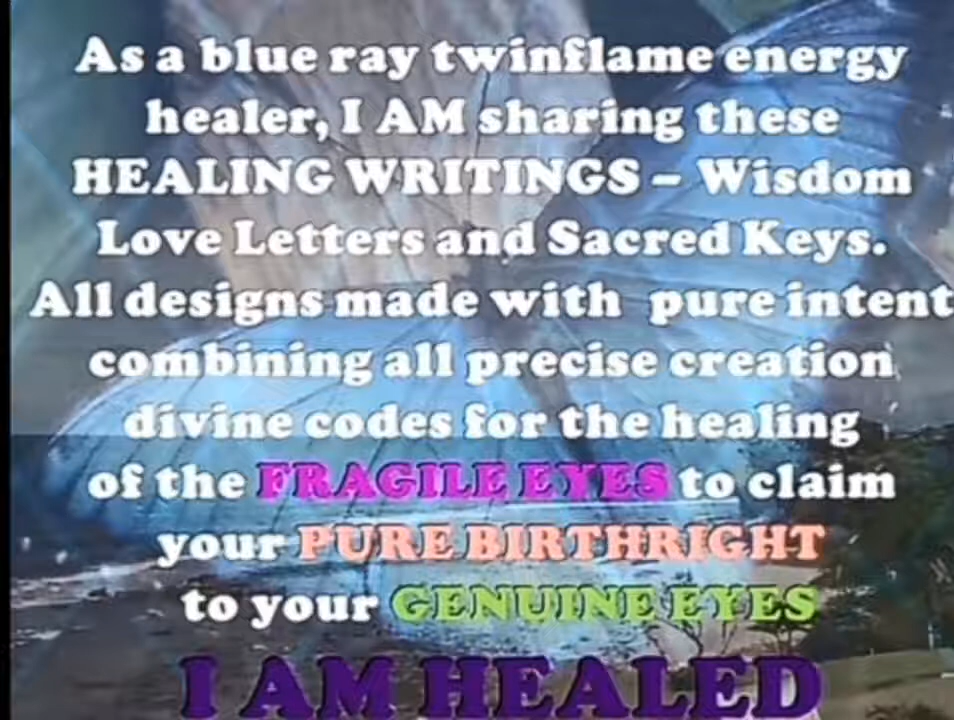 As a blue ray twinflame energy
healer, I AM sharing these
HEALING WRITINGS – Wisdom
Love Letters and Sacred Keys.
All designs made with pure intent
combining all precise creation
divine codes for the healing
of the FRAGILE EYES to claim
your PURE BIRTHRIGHT
to your GENUINE EYES
I AM HEALED